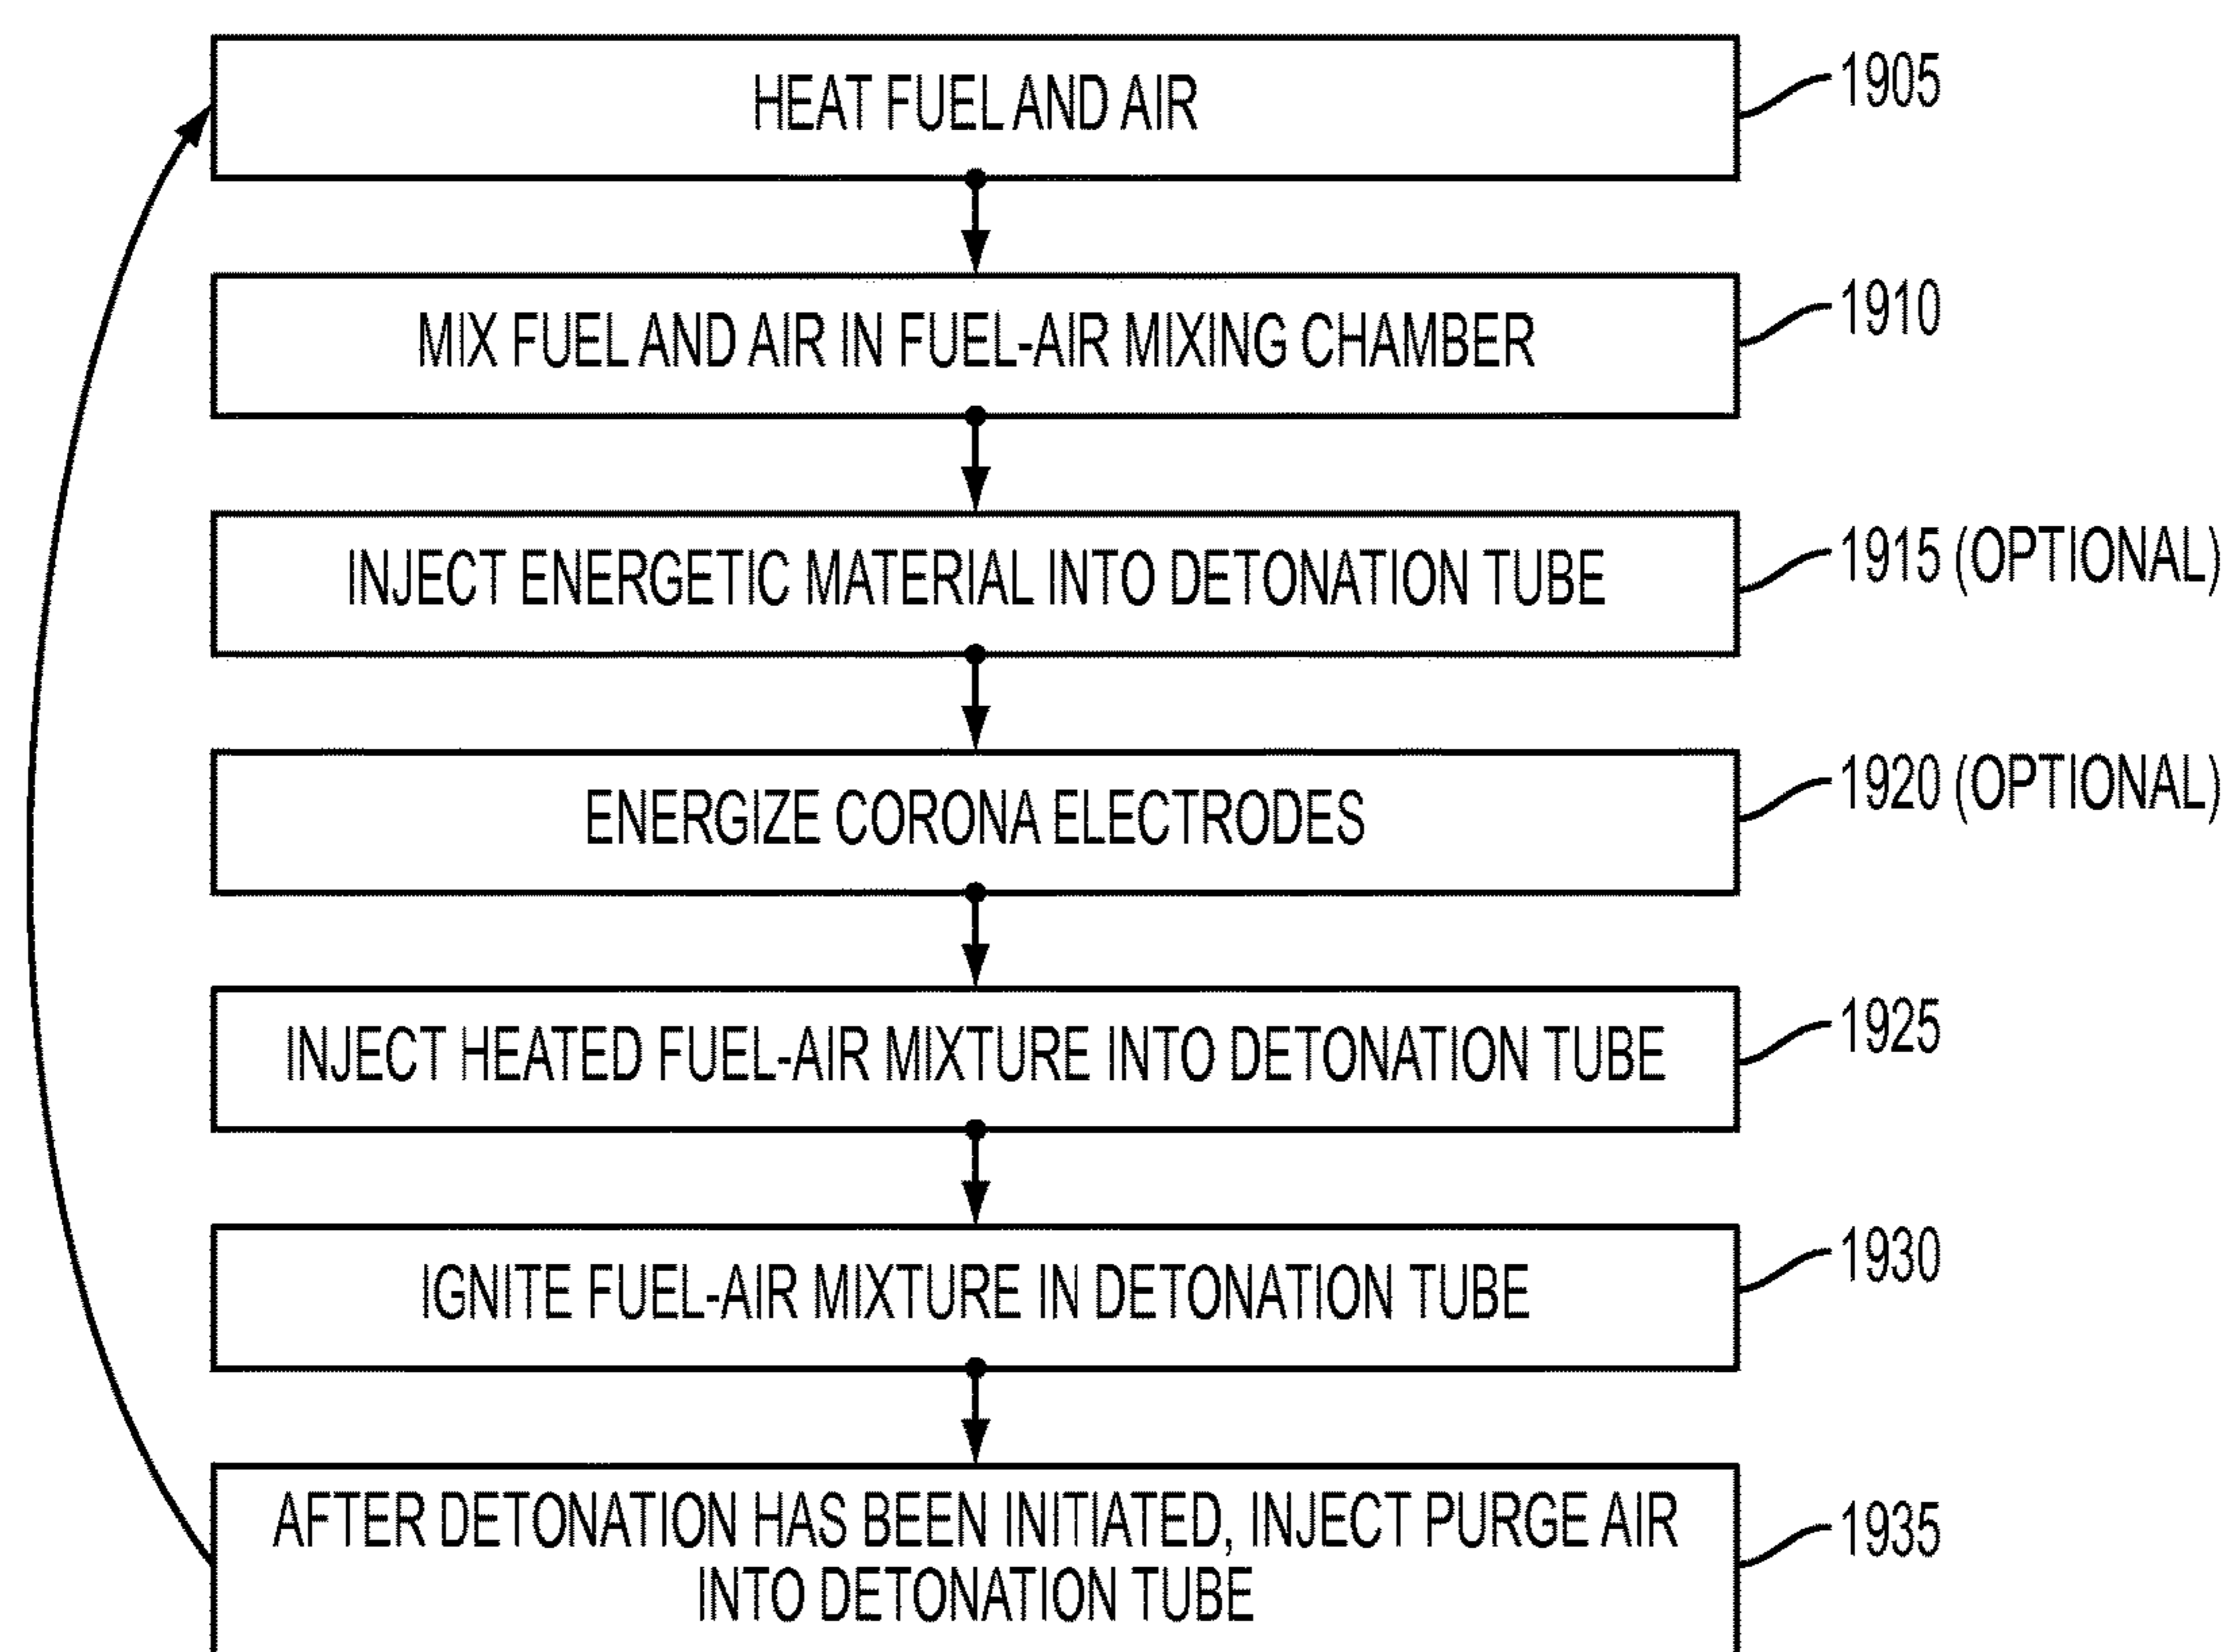 HEAT FUEL AND AIR
1905
MIX FUEL AND AIR IN FUEL-AIR MIXING CHAMBER
1910
INJECT ENERGETIC MATERIAL INTO DETONATION TUBE
1915 (OPTIONAL)
ENERGIZE CORONA ELECTRODES
1920 (OPTIONAL)
INJECT HEATED FUEL-AIR MIXTURE INTO DETONATION TUBE
1925
IGNITE FUEL-AIR MIXTURE IN DETONATION TUBE
1930
AFTER DETONATION HAS BEEN INITIATED, INJECT PURGE AIR
INTO DETONATION TUBE
1935